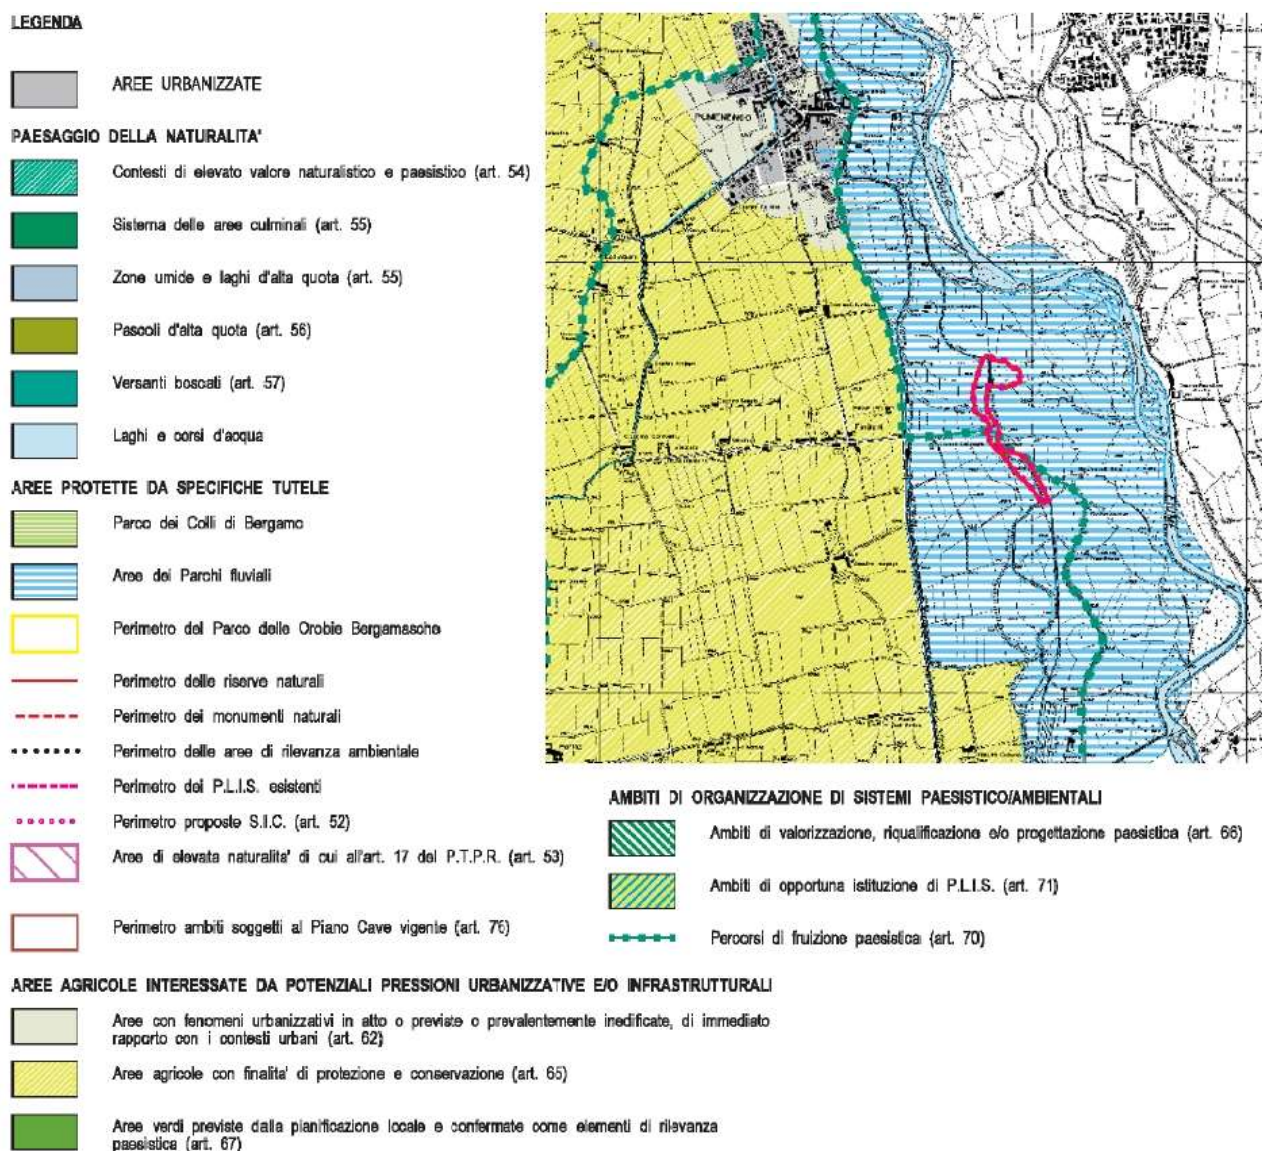 LEGENDA
AREE URBANIZZATE
PAESAGGIO DELLA NATURALITA'
Contesti di elevato valore naturalistico e paesistico (art. 54)
Sistema delle aree culminali (art. 55)
Zone umide e laghi d'alta quota (art. 55)
Pascoli d'alta quota (art. 56)
Versanti boscati (art. 57)
Laghi e corsi d'acqua
AREE PROTETTE DA SPECIFICHE TUTELE
Parco dei Colli di Bergamo
Aree dei Parchi fluviali
Perimetro del Parco delle Orobie Bergamasche
Perimetro delle riserve naturali
Perimetro dei monumenti naturali
Perimetro delle aree di rilevanza ambientale
Perimetro dei P.L.I.S. esistenti
Perimetro proposte S.I.C. (art. 52)
Aree di elevata naturalita' di cui all'art. 17 del P.T.P.R. (art. 53)
Perimetro ambiti soggetti al Piano Cave vigente (art. 76)
PUMENENGO
AMBITI DI ORGANIZZAZIONE DI SISTEMI PAESISTICO/AMBIENTALI
Ambiti di valorizzazione, riqualificazione e/o progettazione paesistica (art. 66)
Ambiti di opportuna istituzione di P.L.I.S. (art. 71)
Percorsi di fruizione paesistica (art. 70)
AREE AGRICOLE INTERESSATE DA POTENZIALI PRESSIONI URBANIZZATIVE E/O INFRASTRUTTURALI
Aree con fenomeni urbanizzativi in atto o previste o prevalentemente inedificate, di immediato
rapporto con i contesti urbani (art. 62)
Aree agricole con finalita' di protezione e conservazione (art. 65)
Aree verdi previste dalla pianificazione locale e confermate come elementi di rilevanza
paesistica (art. 67)